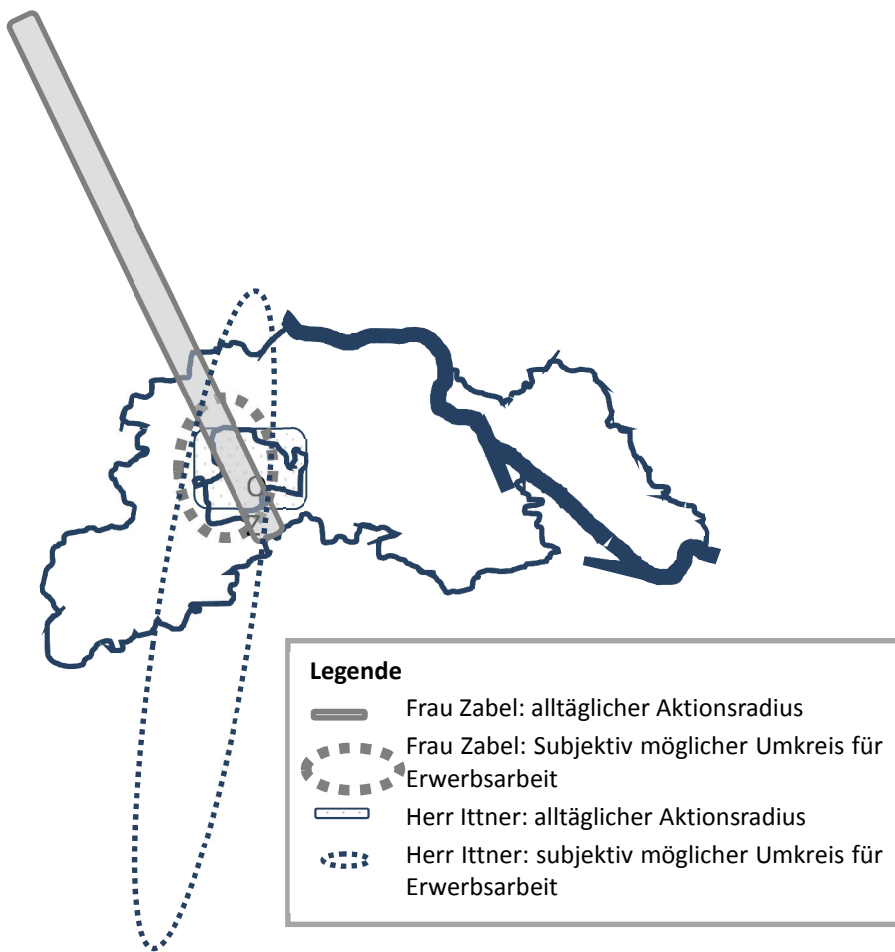 Legende
Frau Zabel: alltäglicher Aktionsradius
Frau Zabel: Subjektiv möglicher Umkreis für
Erwerbsarbeit
Herr Ittner: alltäglicher Aktionsradius
Herr Ittner: subjektiv möglicher Umkreis für
Erwerbsarbeit